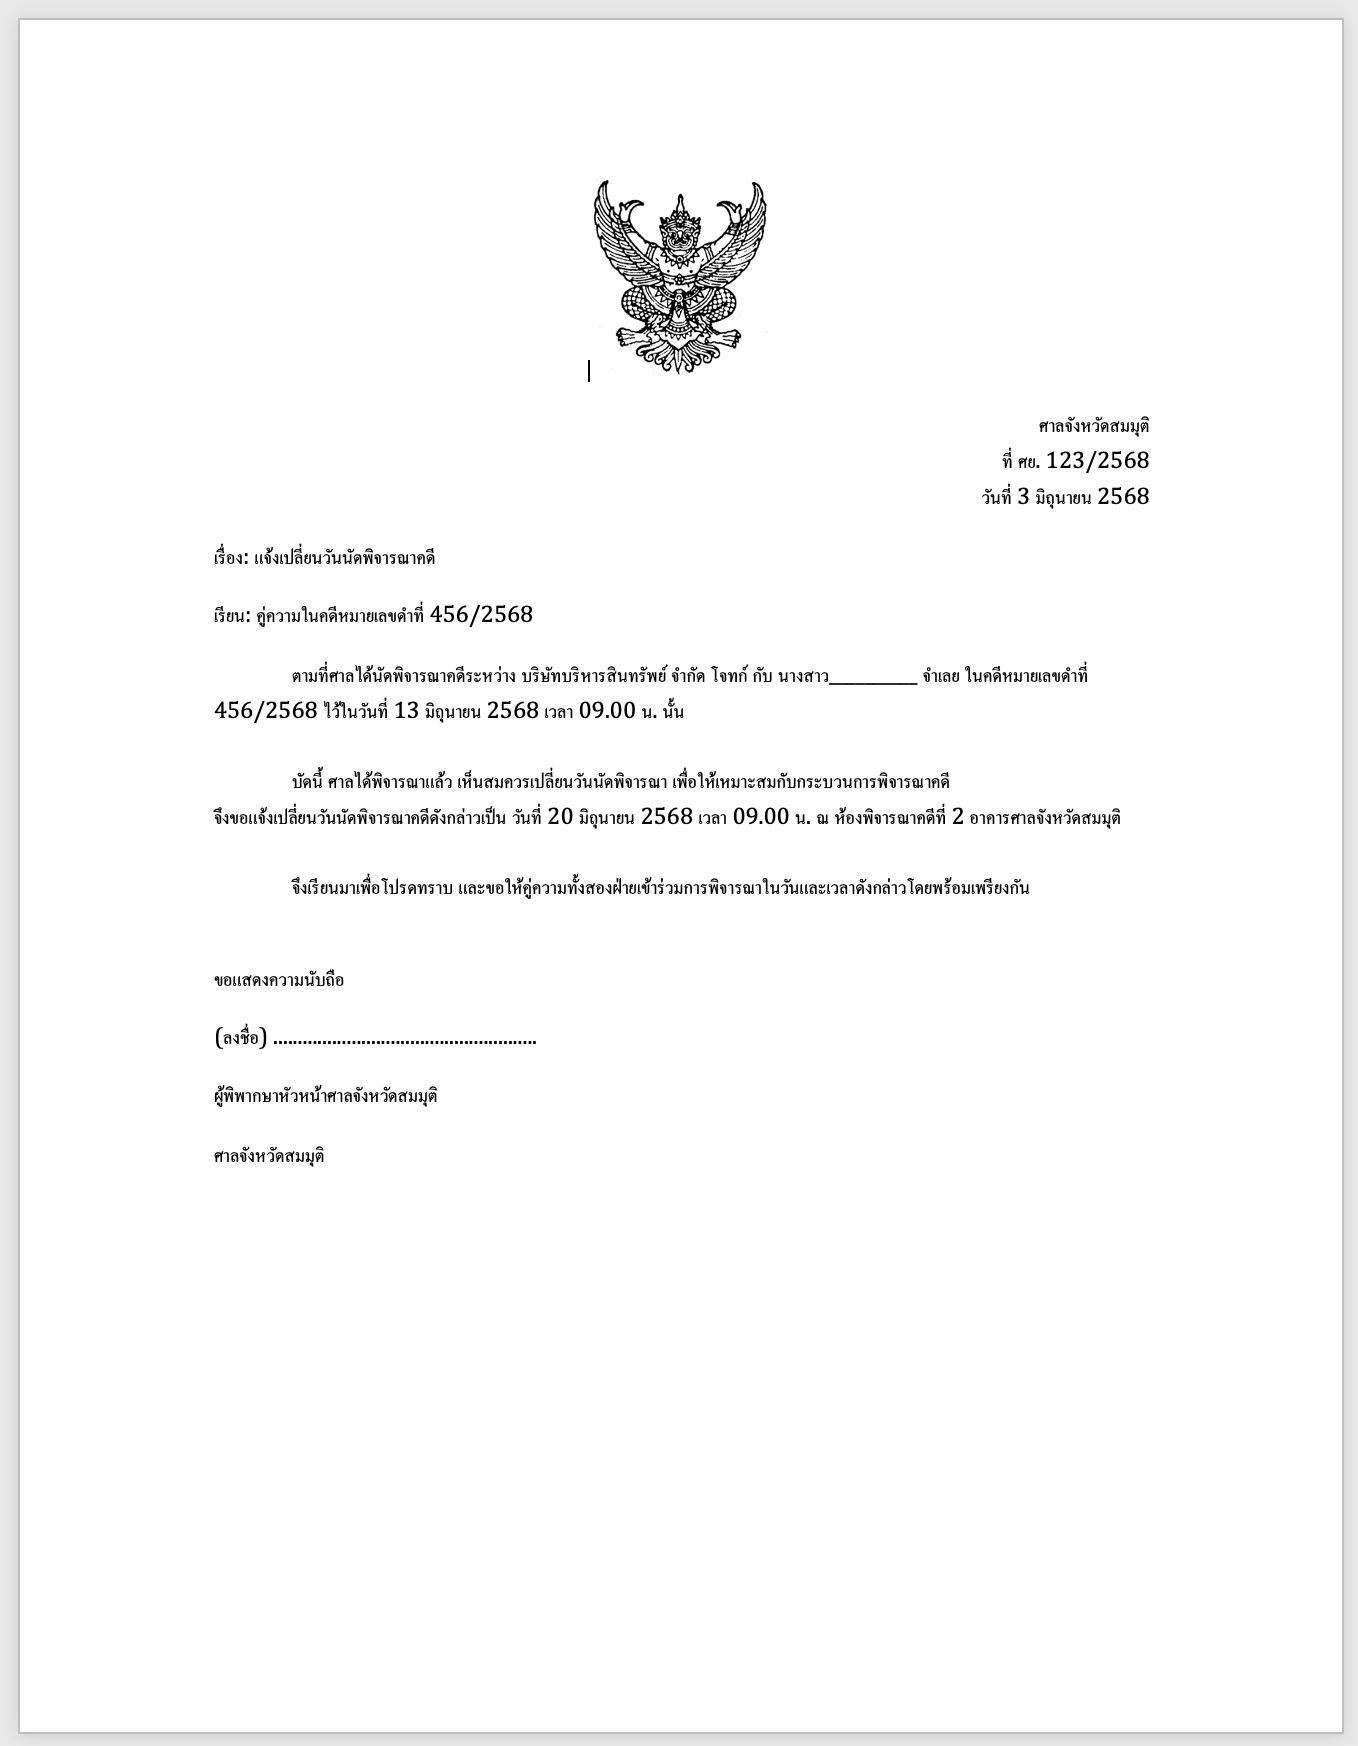 ศาลจังหวัดสมมุติ
ที่ ศย. 123/2568
วันที่ 3 มิถุนายน 2568
เรื่อง: แจ้งเปลี่ยนวันนัดพิจารณาคดี
เรียน: คู่ความในคดีหมายเลขดำที่ 456/2568
ตามที่ศาลได้นัดพิจารณาคดีระหว่าง บริษัทบริหารสินทรัพย์ จำกัด โจทก์ กับ นางสาว__________ จำเลย ในคดีหมายเลขดำที่
456/2568 ไว้ในวันที่ 13 มิถุนายน 2568 เวลา 09.00 น. นั้น
บัดนี้ ศาลได้พิจารณาแล้ว เห็นสมควรเปลี่ยนวันนัดพิจารณา เพื่อให้เหมาะสมกับกระบวนการพิจารณาคดี
จึงขอแจ้งเปลี่ยนวันนัดพิจารณาคดีดังกล่าวเป็น วันที่ 20 มิถุนายน 2568 เวลา 09.00 น. ณ ห้องพิจารณาคดีที่ 2 อาคารศาลจังหวัดสมมุติ
จึงเรียนมาเพื่อโปรดทราบ และขอให้คู่ความทั้งสองฝ่ายเข้าร่วมการพิจารณาในวันและเวลาดังกล่าวโดยพร้อมเพรียงกัน
ขอแสดงความนับถือ
(ลงชื่อ) ......................................................
ผู้พิพากษาหัวหน้าศาลจังหวัดสมมุติ
ศาลจังหวัดสมมุติ